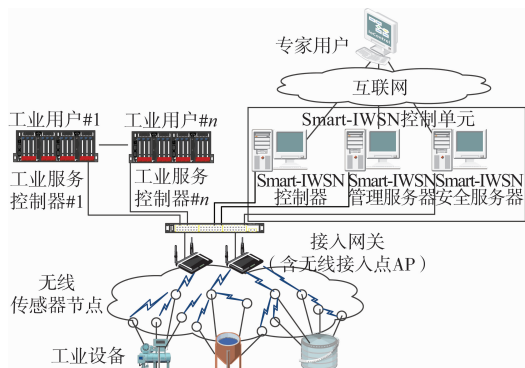 专家用户
互联网
Smart-IWSN控制单元
工业用户#1
工业用户#n
工业服务
控制器#1
工业服务
控制器#n
Smart-IWSN
控制器
Smart-IWSN
管理服务器
Smart-IWSN
安全服务器
接入网关
（含无线接入点AP）
无线
传感器节点
工业设备